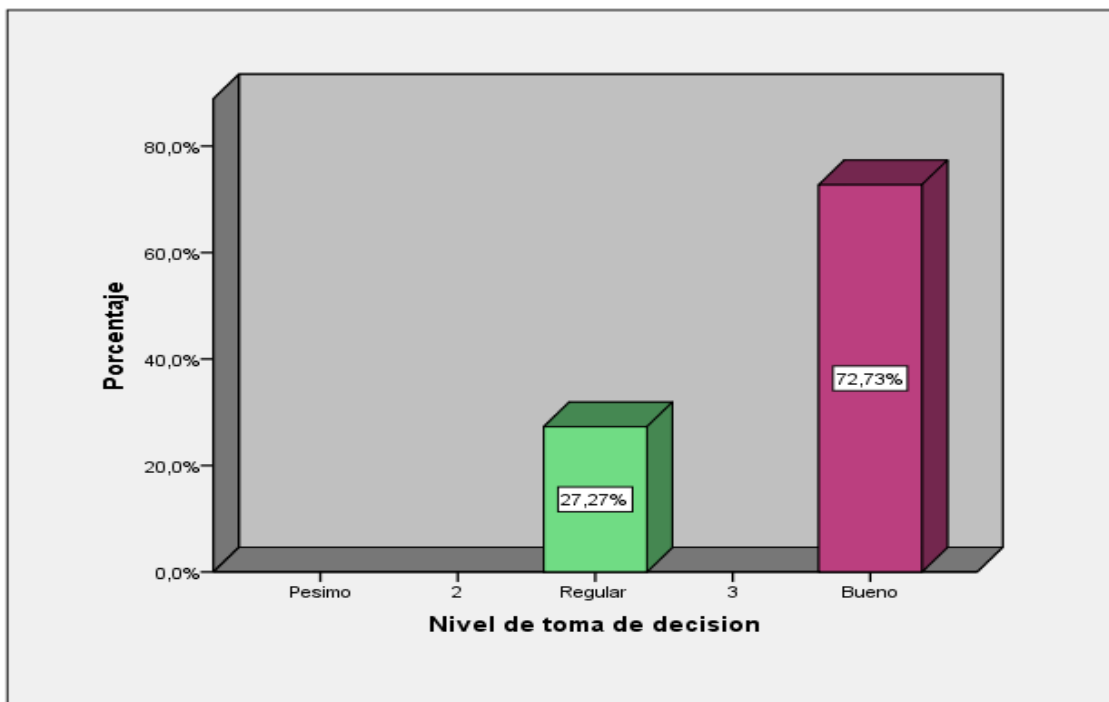 80,0%
60,0%
40,0%
20,0%
0,0%
Porcentaje
27,27%
72,73%
Pesimo
2
Regular
3
Bueno
Nivel de toma de decision